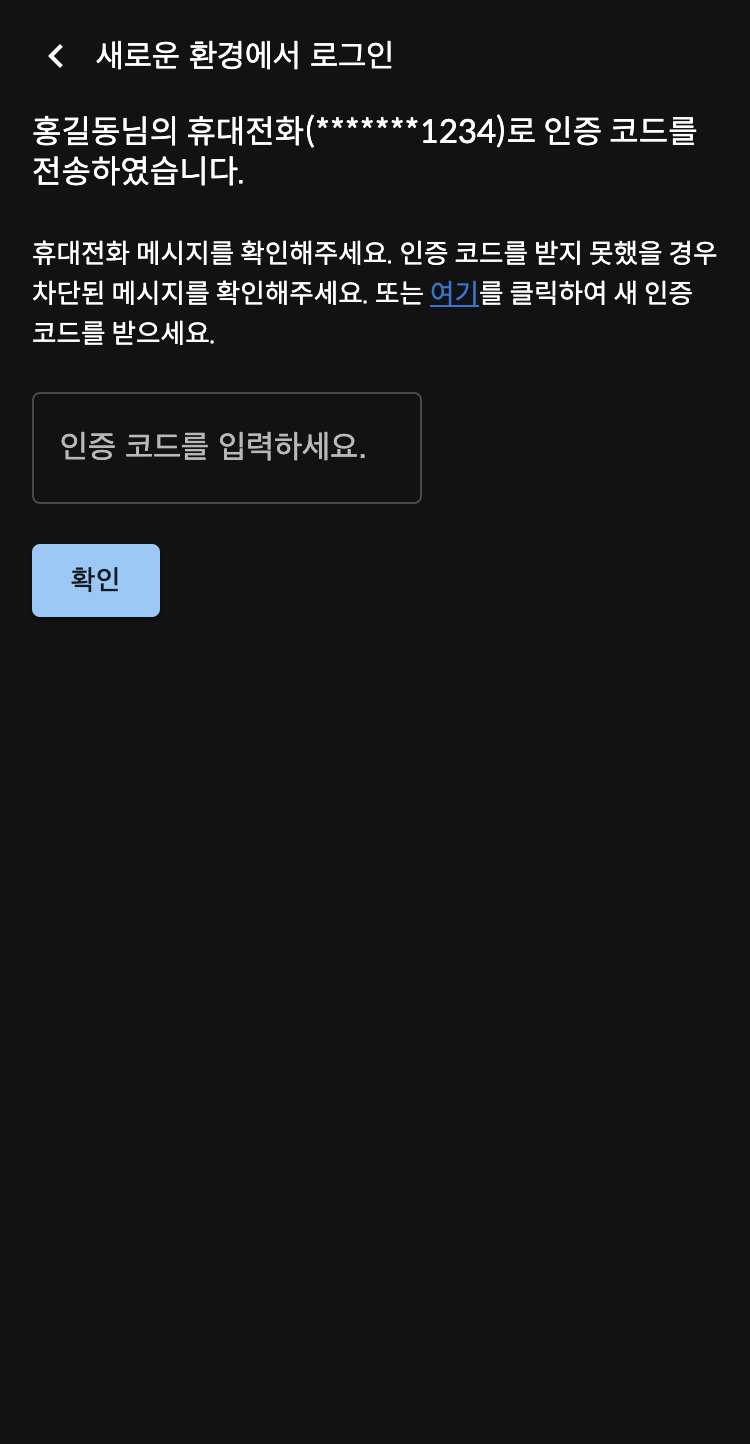 새로운 환경에서 로그인
홍길동님의 휴대전화(*******1234)로 인증 코드를
전송하였습니다.
휴대전화 메시지를 확인해주세요. 인증 코드를 받지 못했을 경우
차단된 메시지를 확인해주세요. 또는 여기를 클릭하여 새 인증
코드를 받으세요.
인증 코드를 입력하세요.
확인